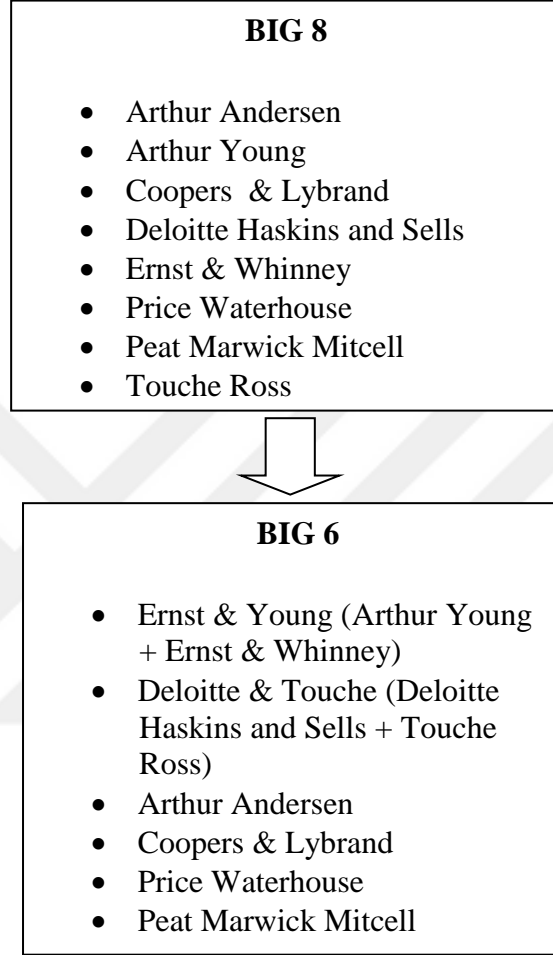 BIG 8
• Arthur Andersen
• Arthur Young
• Coopers & Lybrand
• Deloitte Haskins and Sells
• Ernst & Whinney
• Price Waterhouse
• Peat Marwick Mitcell
• Touche Ross
BIG 6
• Ernst & Young (Arthur Young
+ Ernst & Whinney)
• Deloitte & Touche (Deloitte
Haskins and Sells + Touche
Ross)
• Arthur Andersen
• Coopers & Lybrand
• Price Waterhouse
• Peat Marwick Mitcell